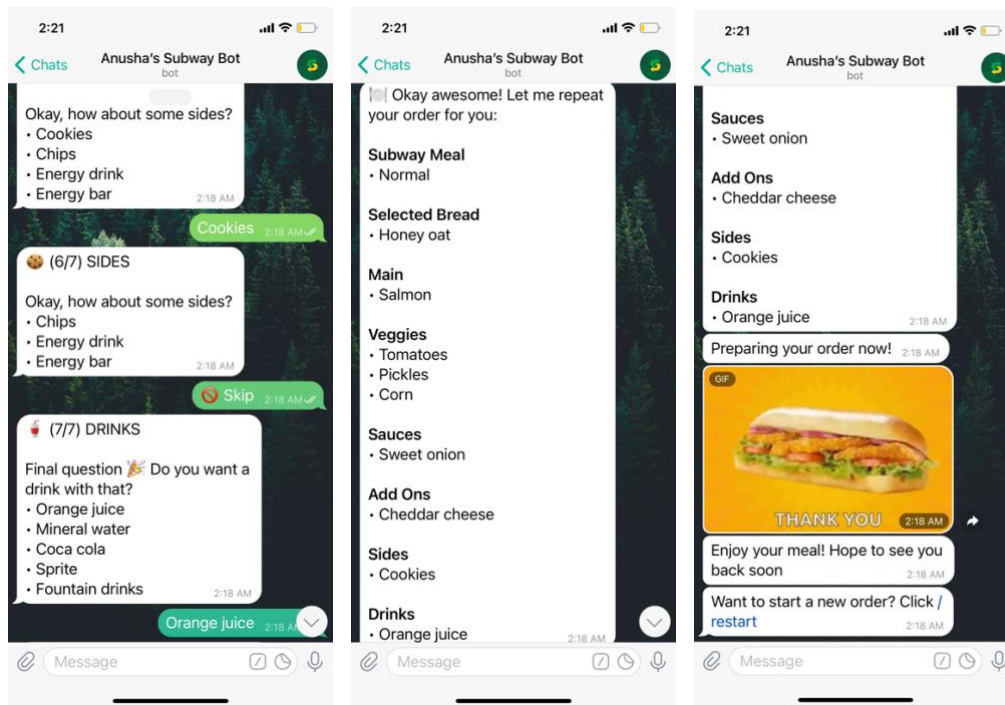 2:21
Chats
Anusha's Subway Bot
bot
Okay, how about some sides?
• Cookies
• Chips
• Energy drink
• Energy bar
2:18 AM
Cookies 2:18 AM
(6/7) SIDES
Okay, how about some sides?
• Chips
• Energy drink
• Energy bar
2:18 AM
Skip 2:18 AM
(7/7) DRINKS
Final question 🎉 Do you want a
drink with that?
• Orange juice
• Mineral water
• Coca cola
• Sprite
• Fountain drinks
2:18 AM
Orange juice 2:18 AM
Message
2:21
Chats
Anusha's Subway Bot
bot
🍽 Okay awesome! Let me repeat
your order for you:
Subway Meal
• Normal
Selected Bread
• Honey oat
Main
• Salmon
Veggies
• Tomatoes
• Pickles
• Corn
Sauces
• Sweet onion
Add Ons
• Cheddar cheese
Sides
• Cookies
Drinks
• Orange juice
2:18 AM
Message
2:21
Chats
Anusha's Subway Bot
bot
Sauces
• Sweet onion
Add Ons
• Cheddar cheese
Sides
• Cookies
Drinks
• Orange juice
2:18 AM
Preparing your order now! 2:18 AM
GIF
THANK YOU
2:18 AM
Enjoy your meal! Hope to see you
back soon
2:18 AM
Want to start a new order? Click /
restart
2:18 AM
Message